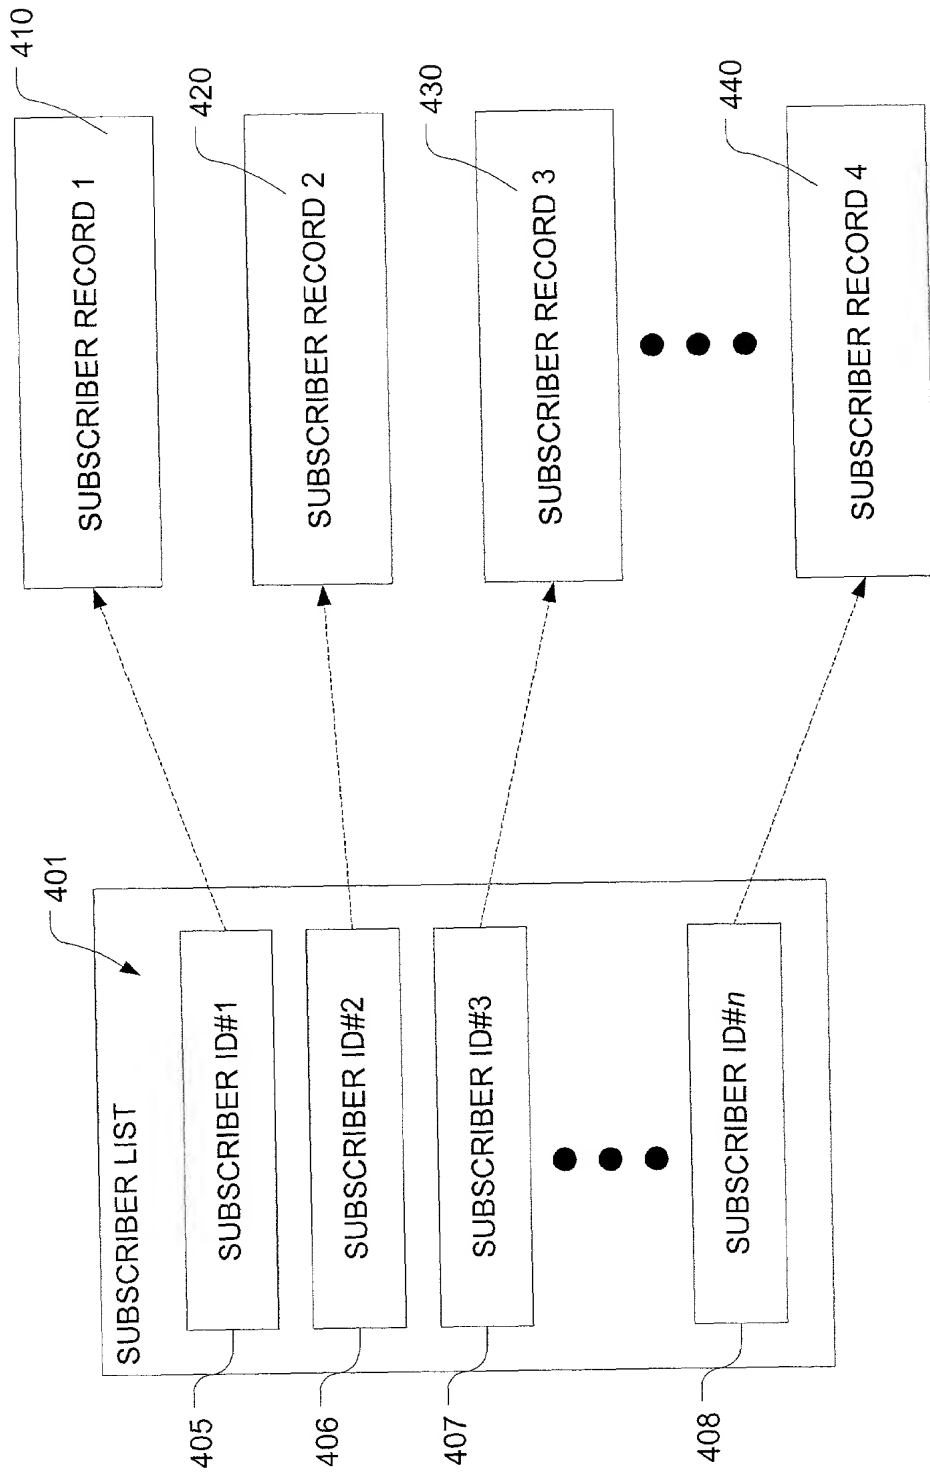 SUBSCRIBER LIST
401
405
SUBSCRIBER ID#1
406
SUBSCRIBER ID#2
407
SUBSCRIBER ID#3
408
SUBSCRIBER ID#n
SUBSCRIBER RECORD 1
410
SUBSCRIBER RECORD 2
420
SUBSCRIBER RECORD 3
430
SUBSCRIBER RECORD 4
440